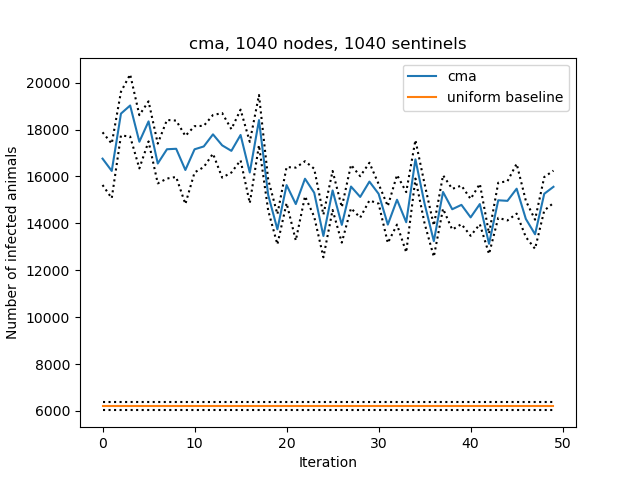 cma, 1040 nodes, 1040 sentinels
cma
uniform baseline
20000
18000
16000
14000
12000
10000
8000
6000
Number of infected animals
0 10 20 30 40 50
Iteration